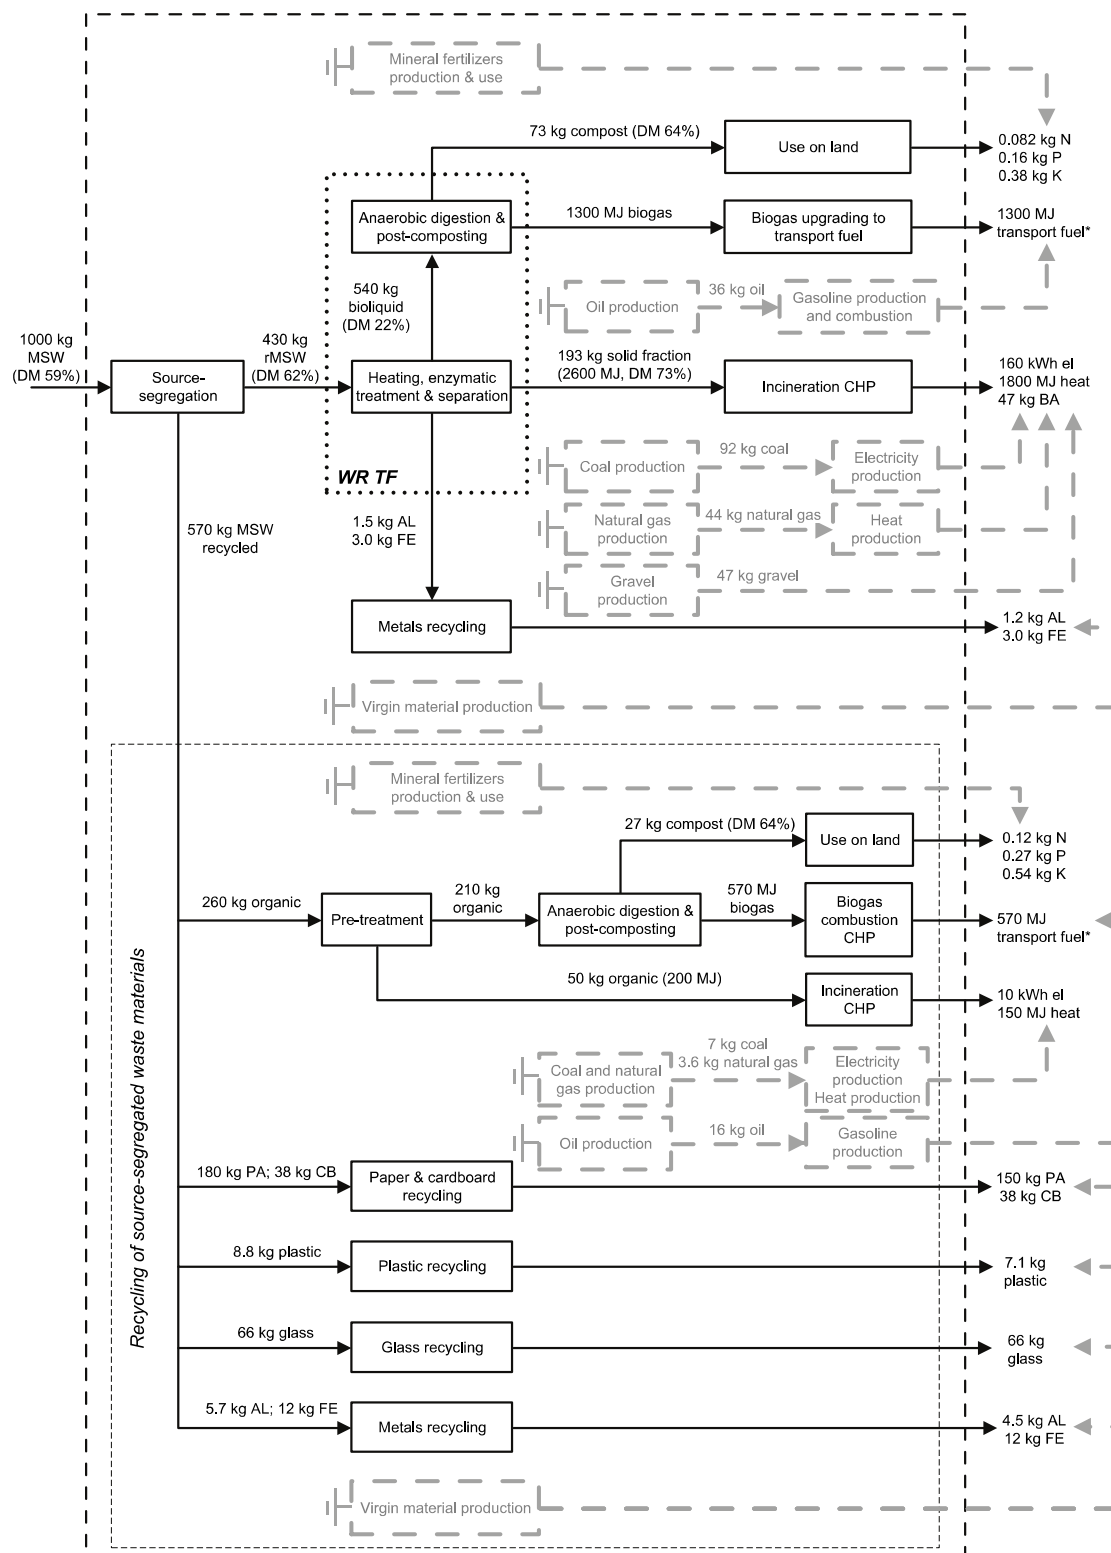 Mineral fertilizers
production & use
73 kg compost (DM 64%)
Use on land
0.082 kg N
0.16 kg P
0.38 kg K
Anaerobic digestion &
post-composting
1300 MJ biogas
Biogas upgrading to
transport fuel
1300 MJ
transport fuel*
540 kg
bioliquid
(DM 22%)
Oil production
36 kg oil
Gasoline production
and combustion
1000 kg
MSW
(DM 59%)
Source-
segregation
430 kg
rMSW
(DM 62%)
Heating, enzymatic
treatment & separation
193 kg solid fraction
(2600 MJ, DM 73%)
Incineration CHP
160 kWh el
1800 MJ heat
47 kg BA
WR TF
Coal production
92 kg coal
Electricity
production
570 kg MSW
recycled
1.5 kg AL
3.0 kg FE
Natural gas
production
44 kg natural gas
Heat
production
Gravel
production
47 kg gravel
Metals recycling
1.2 kg AL
3.0 kg FE
Virgin material production
Recycling of source-segregated waste materials
Mineral fertilizers
production & use
27 kg compost (DM 64%)
Use on land
0.12 kg N
0.27 kg P
0.54 kg K
260 kg organic
Pre-treatment
210 kg
organic
Anaerobic digestion &
post-composting
570 MJ
biogas
Biogas
combustion
CHP
570 MJ
transport fuel*
50 kg organic (200 MJ)
Incineration
CHP
10 kWh el
150 MJ heat
Coal and natural
gas production
7 kg coal
3.6 kg natural gas
Electricity
production
Heat production
Oil production
16 kg oil
Gasoline
production
180 kg PA; 38 kg CB
Paper & cardboard
recycling
150 kg PA
38 kg CB
8.8 kg plastic
Plastic recycling
7.1 kg
plastic
66 kg glass
Glass recycling
66 kg
glass
5.7 kg AL; 12 kg FE
Metals recycling
4.5 kg AL
12 kg FE
Virgin material production